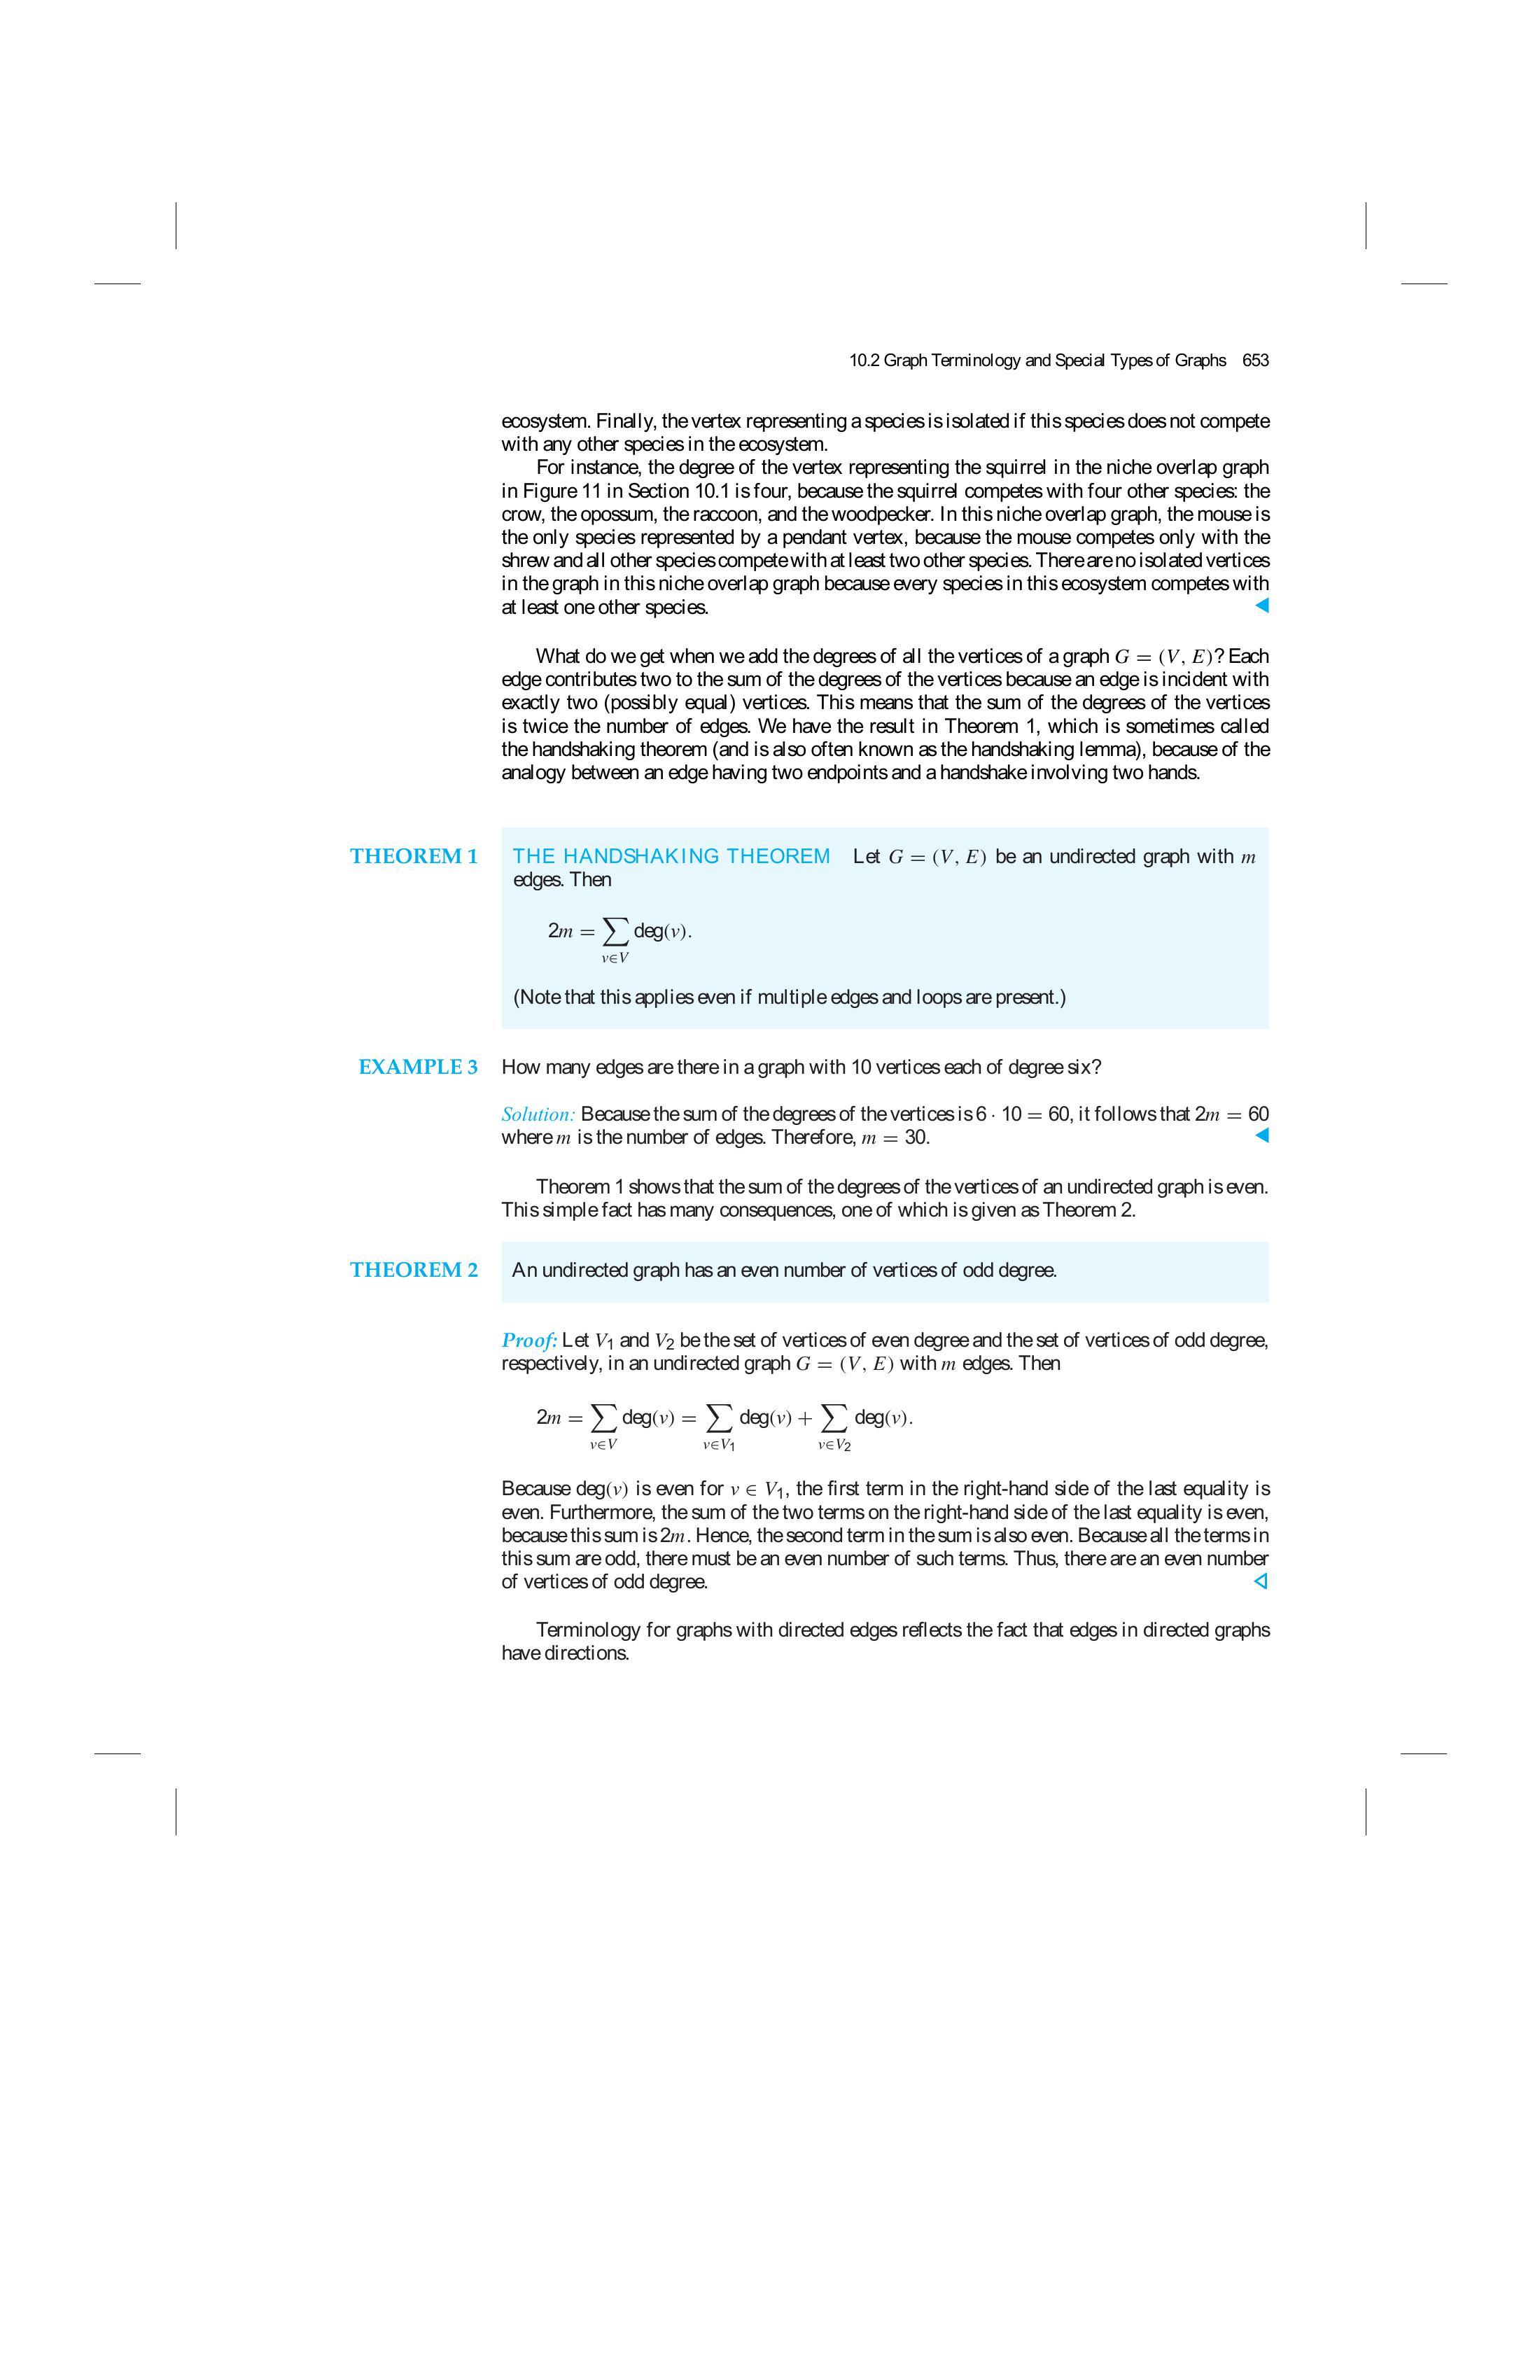 10.2 Graph Terminology and Special Types of Graphs 653
ecosystem. Finally, the vertex representing a species is isolated if this species does not compete
with any other species in the ecosystem.
For instance, the degree of the vertex representing the squirrel in the niche overlap graph
in Figure 11 in Section 10.1 is four, because the squirrel competes with four other species: the
crow, the opossum, the raccoon, and the woodpecker. In this niche overlap graph, the mouse is
the only species represented by a pendant vertex, because the mouse competes only with the
shrew and all other species compete with at least two other species. There are no isolated vertices
in the graph in this niche overlap graph because every species in this ecosystem competes with
at least one other species. ◀
What do we get when we add the degrees of all the vertices of a graph G = (V, E)? Each
edge contributes two to the sum of the degrees of the vertices because an edge is incident with
exactly two (possibly equal) vertices. This means that the sum of the degrees of the vertices
is twice the number of edges. We have the result in Theorem 1, which is sometimes called
the handshaking theorem (and is also often known as the handshaking lemma), because of the
analogy between an edge having two endpoints and a handshake involving two hands.
THEOREM 1 THE HANDSHAKING THEOREM Let G = (V, E) be an undirected graph with m
edges. Then
2m = ∑ deg(v).
v∈V
(Note that this applies even if multiple edges and loops are present.)
EXAMPLE 3 How many edges are there in a graph with 10 vertices each of degree six?
Solution: Because the sum of the degrees of the vertices is 6 · 10 = 60, it follows that 2m = 60
where m is the number of edges. Therefore, m = 30. ◀
Theorem 1 shows that the sum of the degrees of the vertices of an undirected graph is even.
This simple fact has many consequences, one of which is given as Theorem 2.
THEOREM 2 An undirected graph has an even number of vertices of odd degree.
Proof: Let V₁ and V₂ be the set of vertices of even degree and the set of vertices of odd degree,
respectively, in an undirected graph G = (V, E) with m edges. Then
2m = ∑ deg(v) = ∑ deg(v) + ∑ deg(v).
v∈V v∈V₁ v∈V₂
Because deg(v) is even for v ∈ V₁, the first term in the right-hand side of the last equality is
even. Furthermore, the sum of the two terms on the right-hand side of the last equality is even,
because this sum is 2m. Hence, the second term in the sum is also even. Because all the terms in
this sum are odd, there must be an even number of such terms. Thus, there are an even number
of vertices of odd degree. ◁
Terminology for graphs with directed edges reflects the fact that edges in directed graphs
have directions.